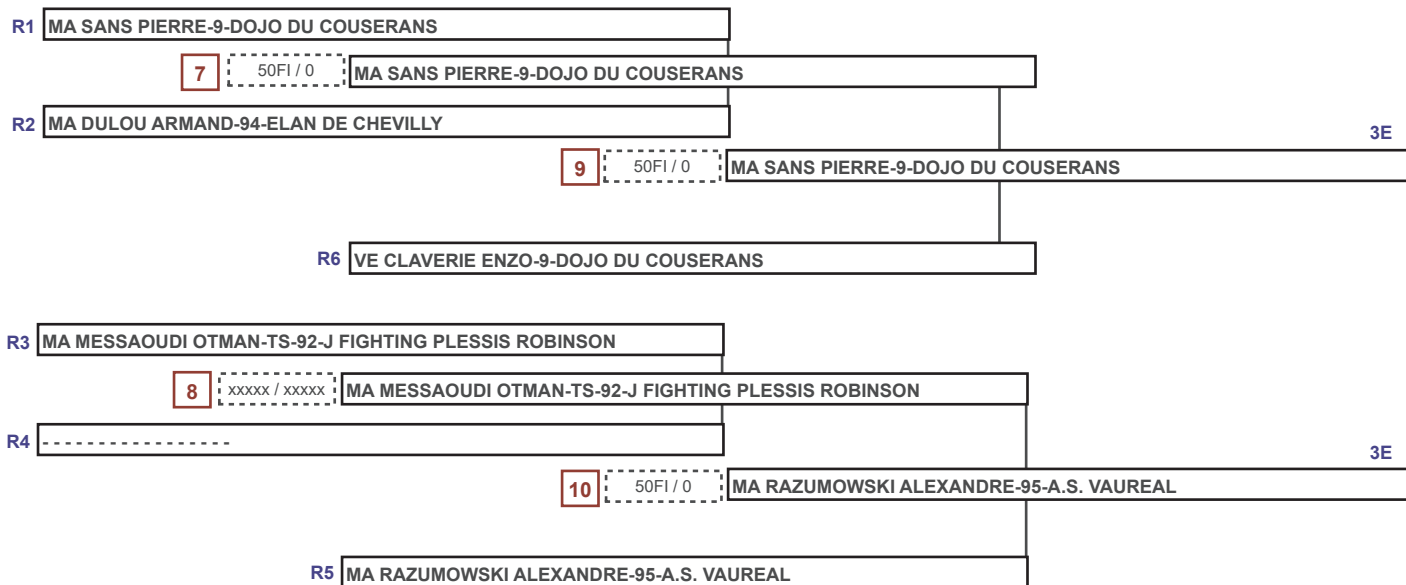 R1 MA SANS PIERRE-9-DOJO DU COUSERANS
7 50FI / 0 MA SANS PIERRE-9-DOJO DU COUSERANS
R2 MA DULOU ARMAND-94-ELAN DE CHEVILLY
3E
9 50FI / 0 MA SANS PIERRE-9-DOJO DU COUSERANS
R6 VE CLAVERIE ENZO-9-DOJO DU COUSERANS
R3 MA MESSAOUDI OTMAN-TS-92-J FIGHTING PLESSIS ROBINSON
8 xxxxx / xxxxx MA MESSAOUDI OTMAN-TS-92-J FIGHTING PLESSIS ROBINSON
R4 - - - - - - - - - - - - - - - - -
3E
10 50FI / 0 MA RAZUMOWSKI ALEXANDRE-95-A.S. VAUREAL
R5 MA RAZUMOWSKI ALEXANDRE-95-A.S. VAUREAL